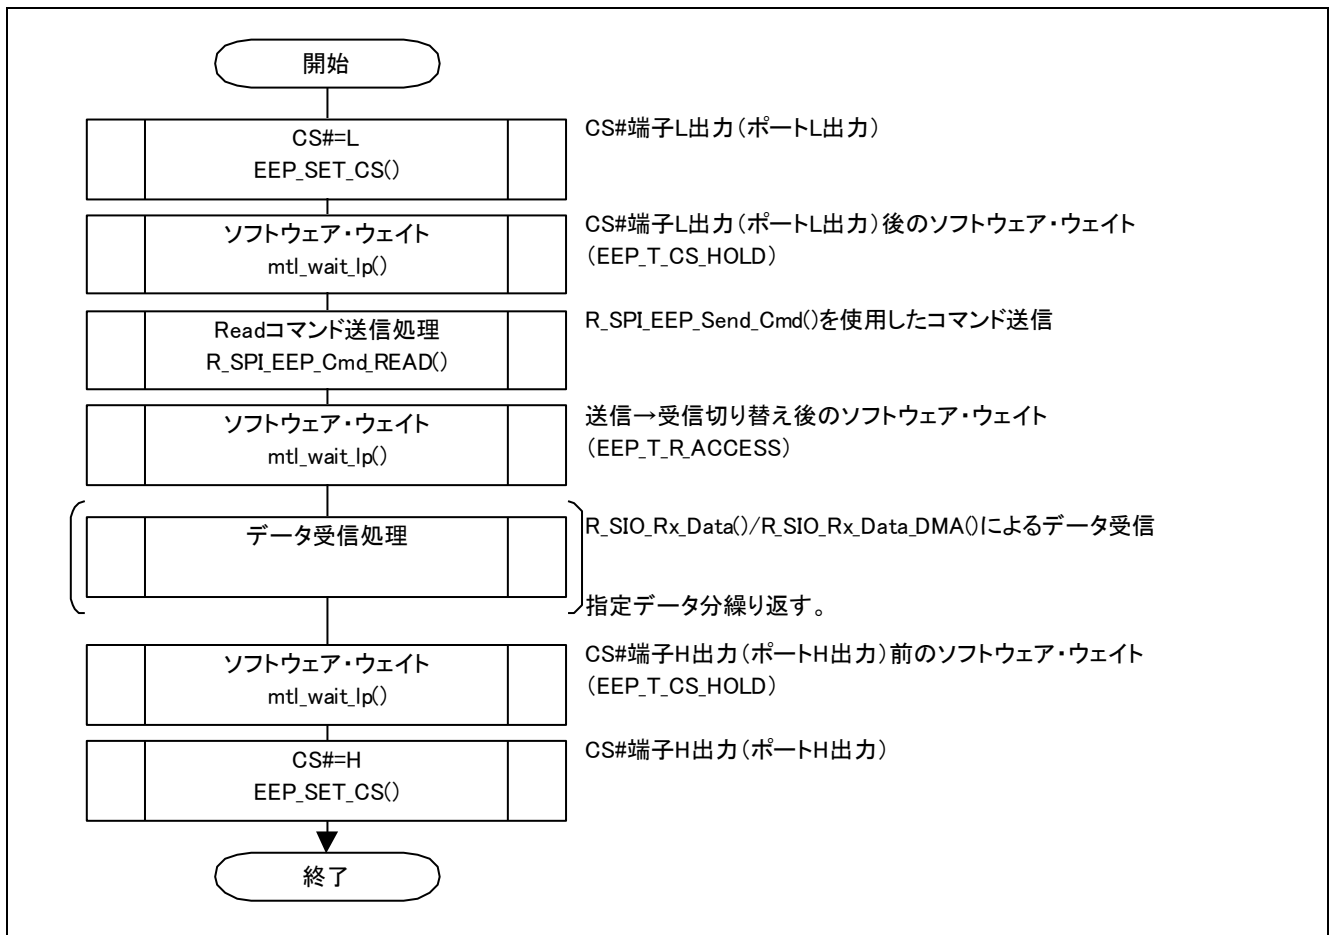 開始
CS#=L
EEP_SET_CS()
CS#端子L出力（ポートL出力）
ソフトウェア・ウェイト
mtl_wait_lp()
CS#端子L出力（ポートL出力）後のソフトウェア・ウェイト
（EEP_T_CS_HOLD）
Readコマンド送信処理
R_SPI_EEP_Cmd_READ()
R_SPI_EEP_Send_Cmd()を使用したコマンド送信
ソフトウェア・ウェイト
mtl_wait_lp()
送信→受信切り替え後のソフトウェア・ウェイト
（EEP_T_R_ACCESS）
データ受信処理
R_SIO_Rx_Data()/R_SIO_Rx_Data_DMA()によるデータ受信
指定データ分繰り返す。
ソフトウェア・ウェイト
mtl_wait_lp()
CS#端子H出力（ポートH出力）前のソフトウェア・ウェイト
（EEP_T_CS_HOLD）
CS#=H
EEP_SET_CS()
CS#端子H出力（ポートH出力）
終了